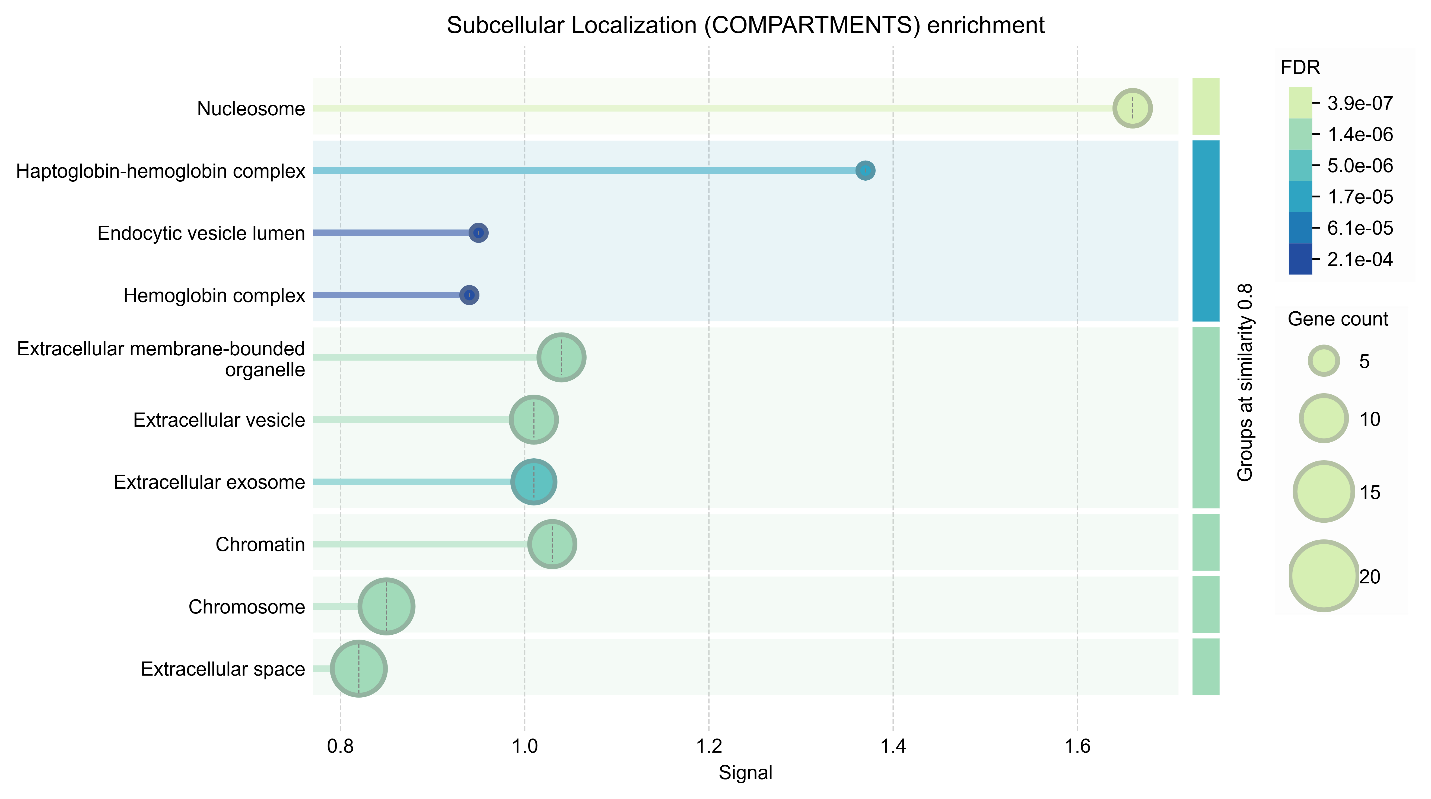 Subcellular Localization (COMPARTMENTS) enrichment
Nucleosome
Haptoglobin-hemoglobin complex
Endocytic vesicle lumen
Hemoglobin complex
Extracellular membrane-bounded
organelle
Extracellular vesicle
Extracellular exosome
Chromatin
Chromosome
Extracellular space
0.8 1.0 1.2 1.4 1.6
Signal
Groups at similarity 0.8
FDR
3.9e-07
1.4e-06
5.0e-06
1.7e-05
6.1e-05
2.1e-04
Gene count
5
10
15
20